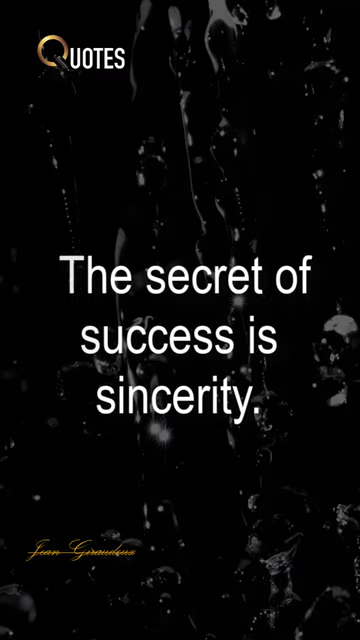 QUOTES
The secret of
success is
sincerity.
Jean Giraudoux